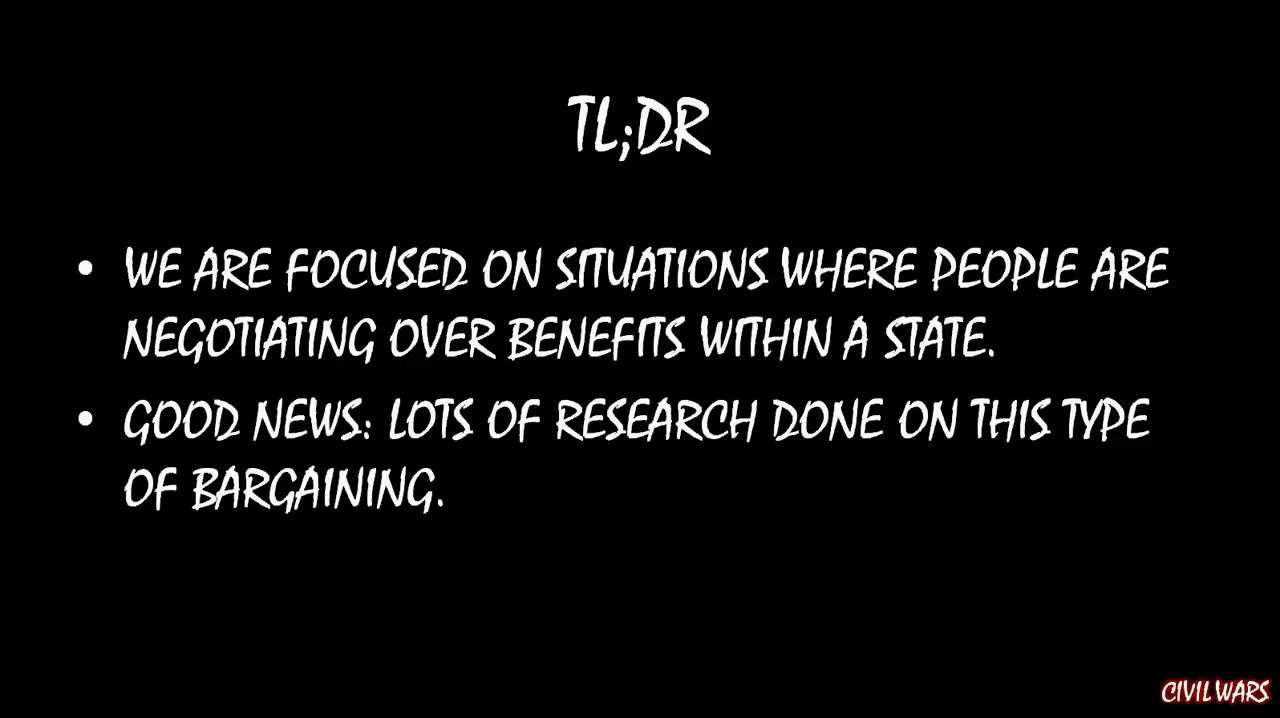 TL;DR
• WE ARE FOCUSED ON SITUATIONS WHERE PEOPLE ARE
NEGOTIATING OVER BENEFITS WITHIN A STATE.
• GOOD NEWS: LOTS OF RESEARCH DONE ON THIS TYPE
OF BARGAINING.
CIVIL WARS